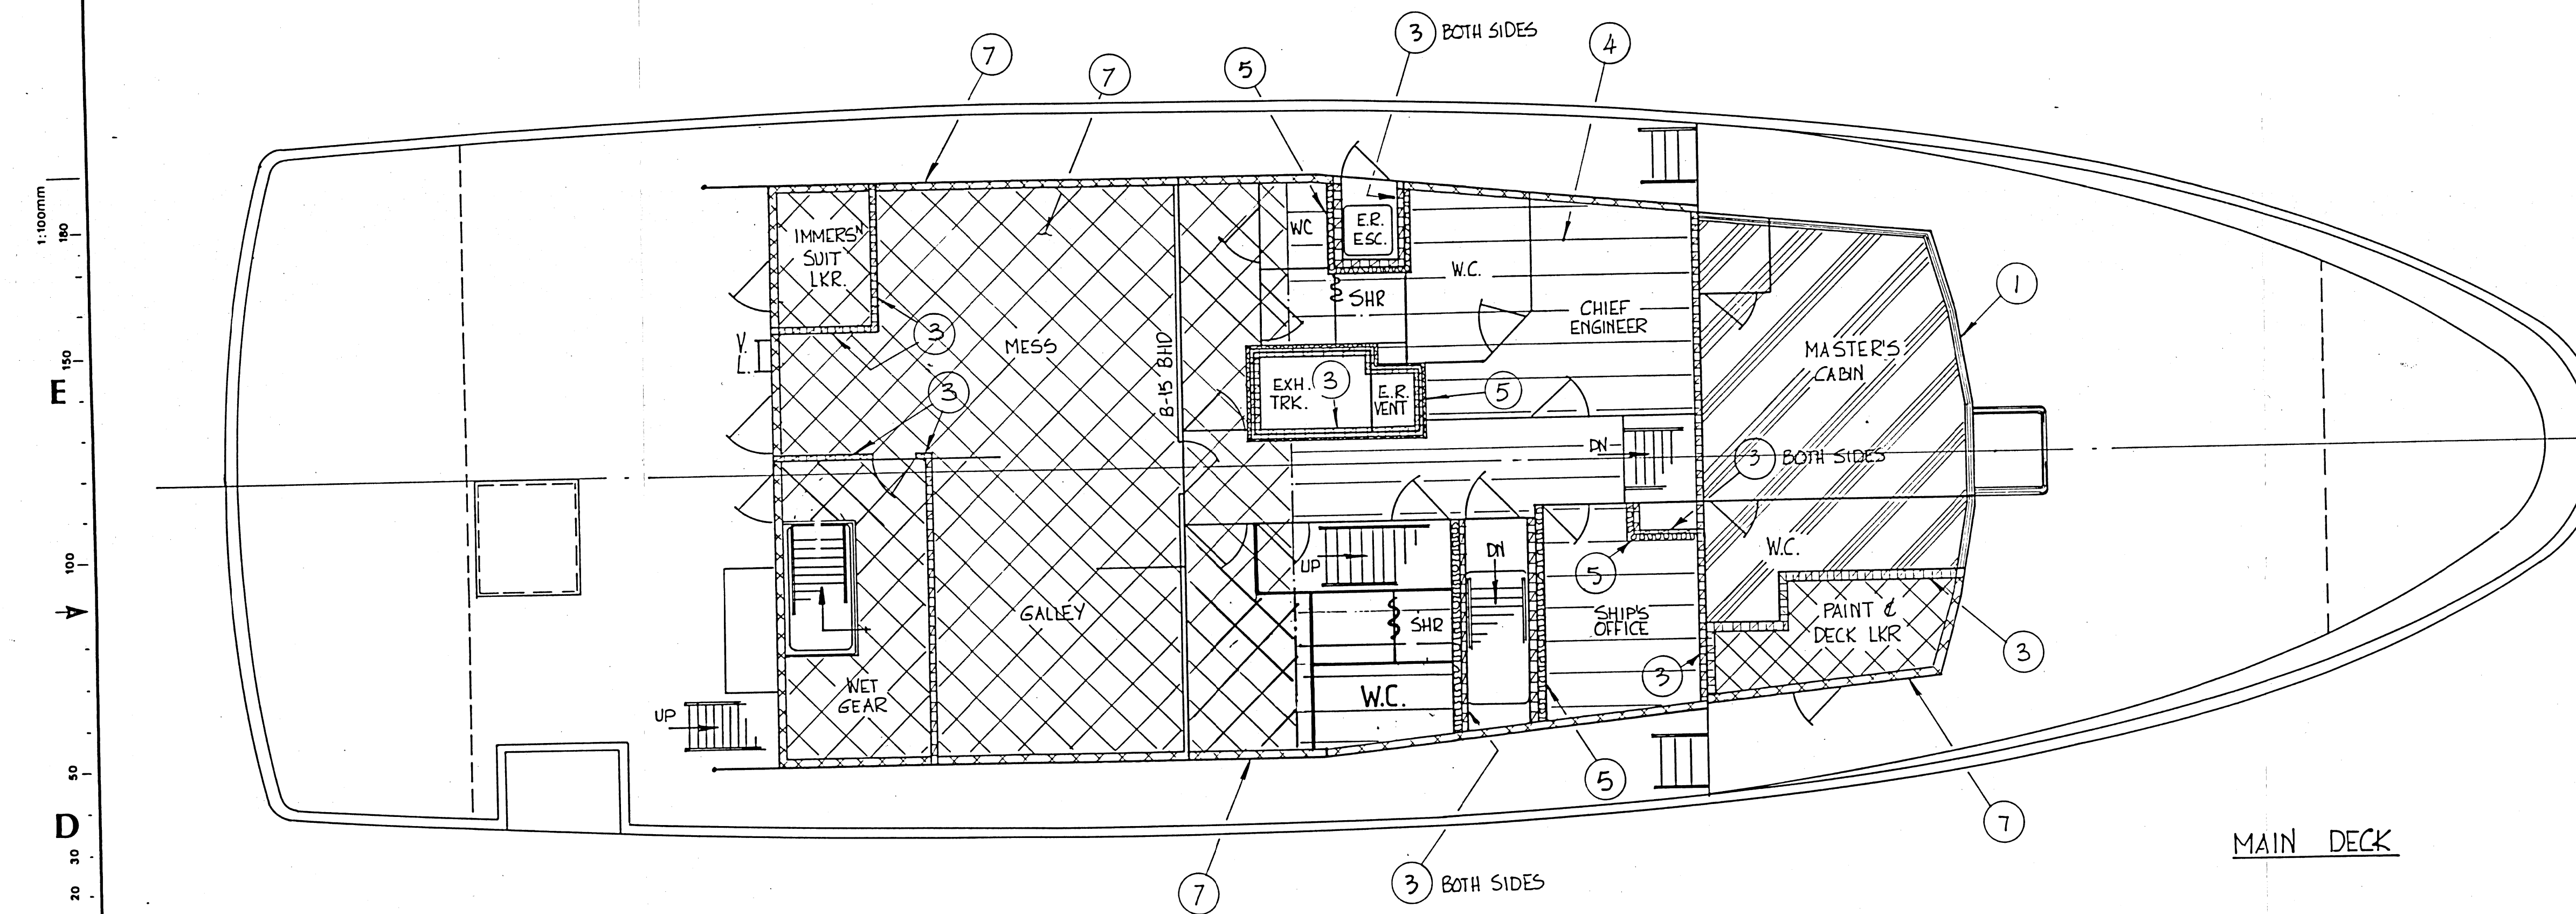 3 BOTH SIDES
7
7
5
4
1:100mm
180
150
E
100
50
D
30
20
IMMERSᴺ
SUIT
LKR.
WC
E.R.
ESC.
W.C.
SHR
CHIEF
ENGINEER
1
3
MESS
V.
L.
B-15 BHD
MASTER'S
CABIN
3
EXH.
TRK.
3
E.R.
VENT
5
DN
3 BOTH SIDES
UP
DN
W.C.
5
GALLEY
SHR
SHIP'S
OFFICE
PAINT &
DECK LKR
3
3
WET
GEAR
W.C.
UP
5
7
7
3 BOTH SIDES
MAIN DECK